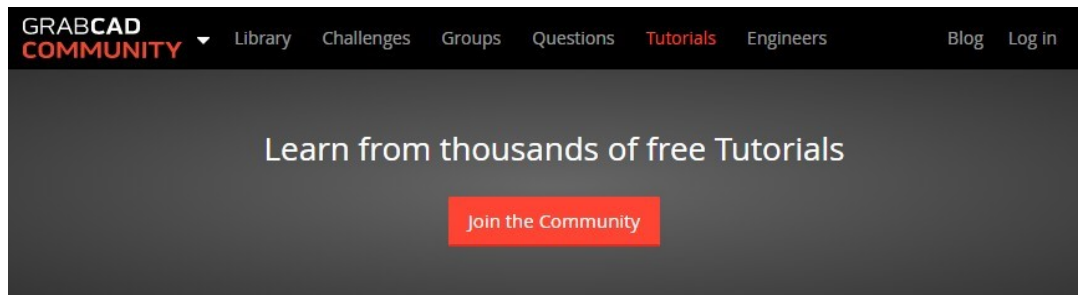 GRABCAD
COMMUNITY
Library Challenges Groups Questions Tutorials Engineers Blog Log in
Learn from thousands of free Tutorials
Join the Community